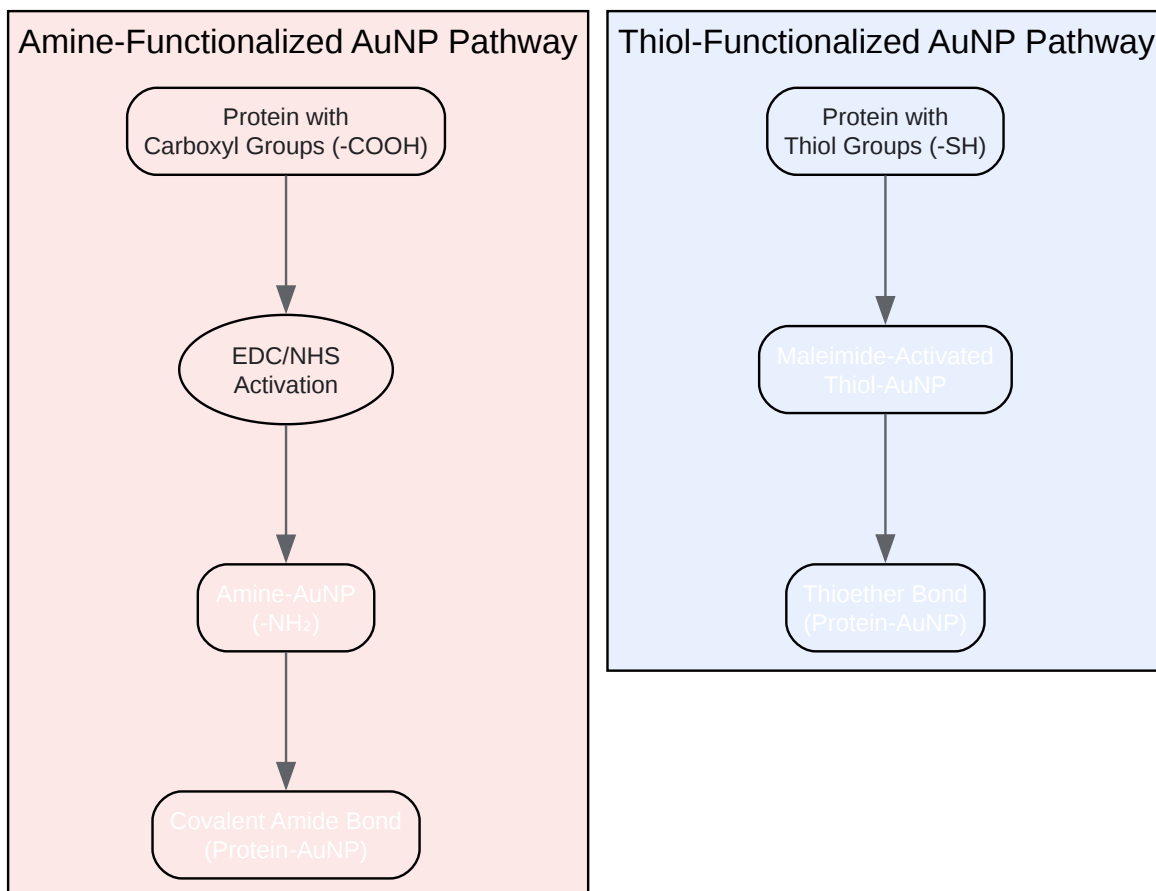 Amine-Functionalized AuNP Pathway
Protein with
Carboxyl Groups (-COOH)
EDC/NHS
Activation
Amine-AuNP
(-NH₂)
Covalent Amide Bond
(Protein-AuNP)
Thiol-Functionalized AuNP Pathway
Protein with
Thiol Groups (-SH)
Maleimide-Activated
Thiol-AuNP
Thioether Bond
(Protein-AuNP)